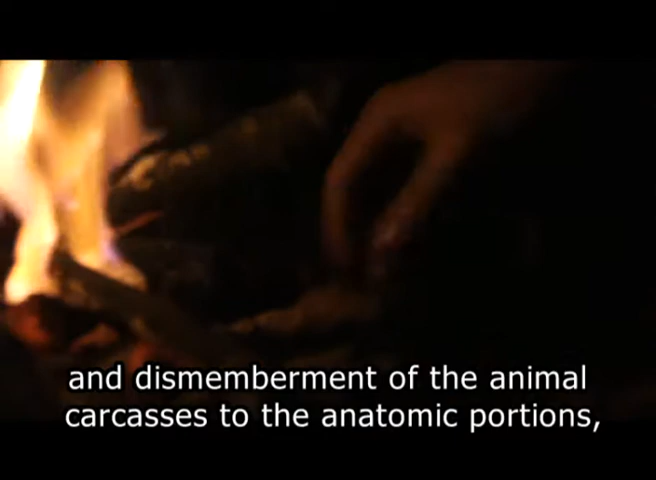 and dismemberment of the animal
carcasses to the anatomic portions,